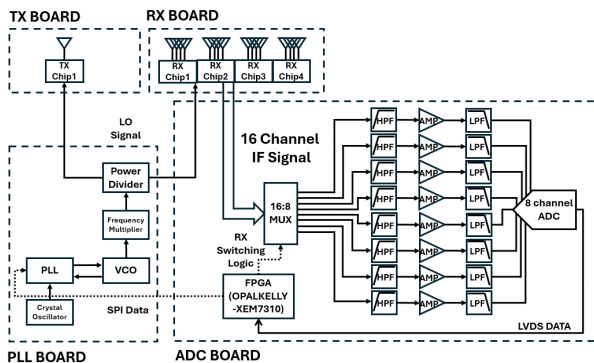 TX BOARD
RX BOARD
TX
Chip1
RX
Chip1
RX
Chip2
RX
Chip3
RX
Chip4
LO
Signal
16 Channel
IF Signal
Power
Divider
Frequency
Multiplier
PLL
VCO
Crystal
Oscillator
SPI Data
16:8
MUX
RX
Switching
Logic
FPGA
(OPALKELLY
-XEM7310)
HPF
AMP
LPF
HPF
AMP
LPF
HPF
AMP
LPF
HPF
AMP
LPF
HPF
AMP
LPF
HPF
AMP
LPF
HPF
AMP
LPF
HPF
AMP
LPF
8 channel
ADC
LVDS DATA
PLL BOARD
ADC BOARD